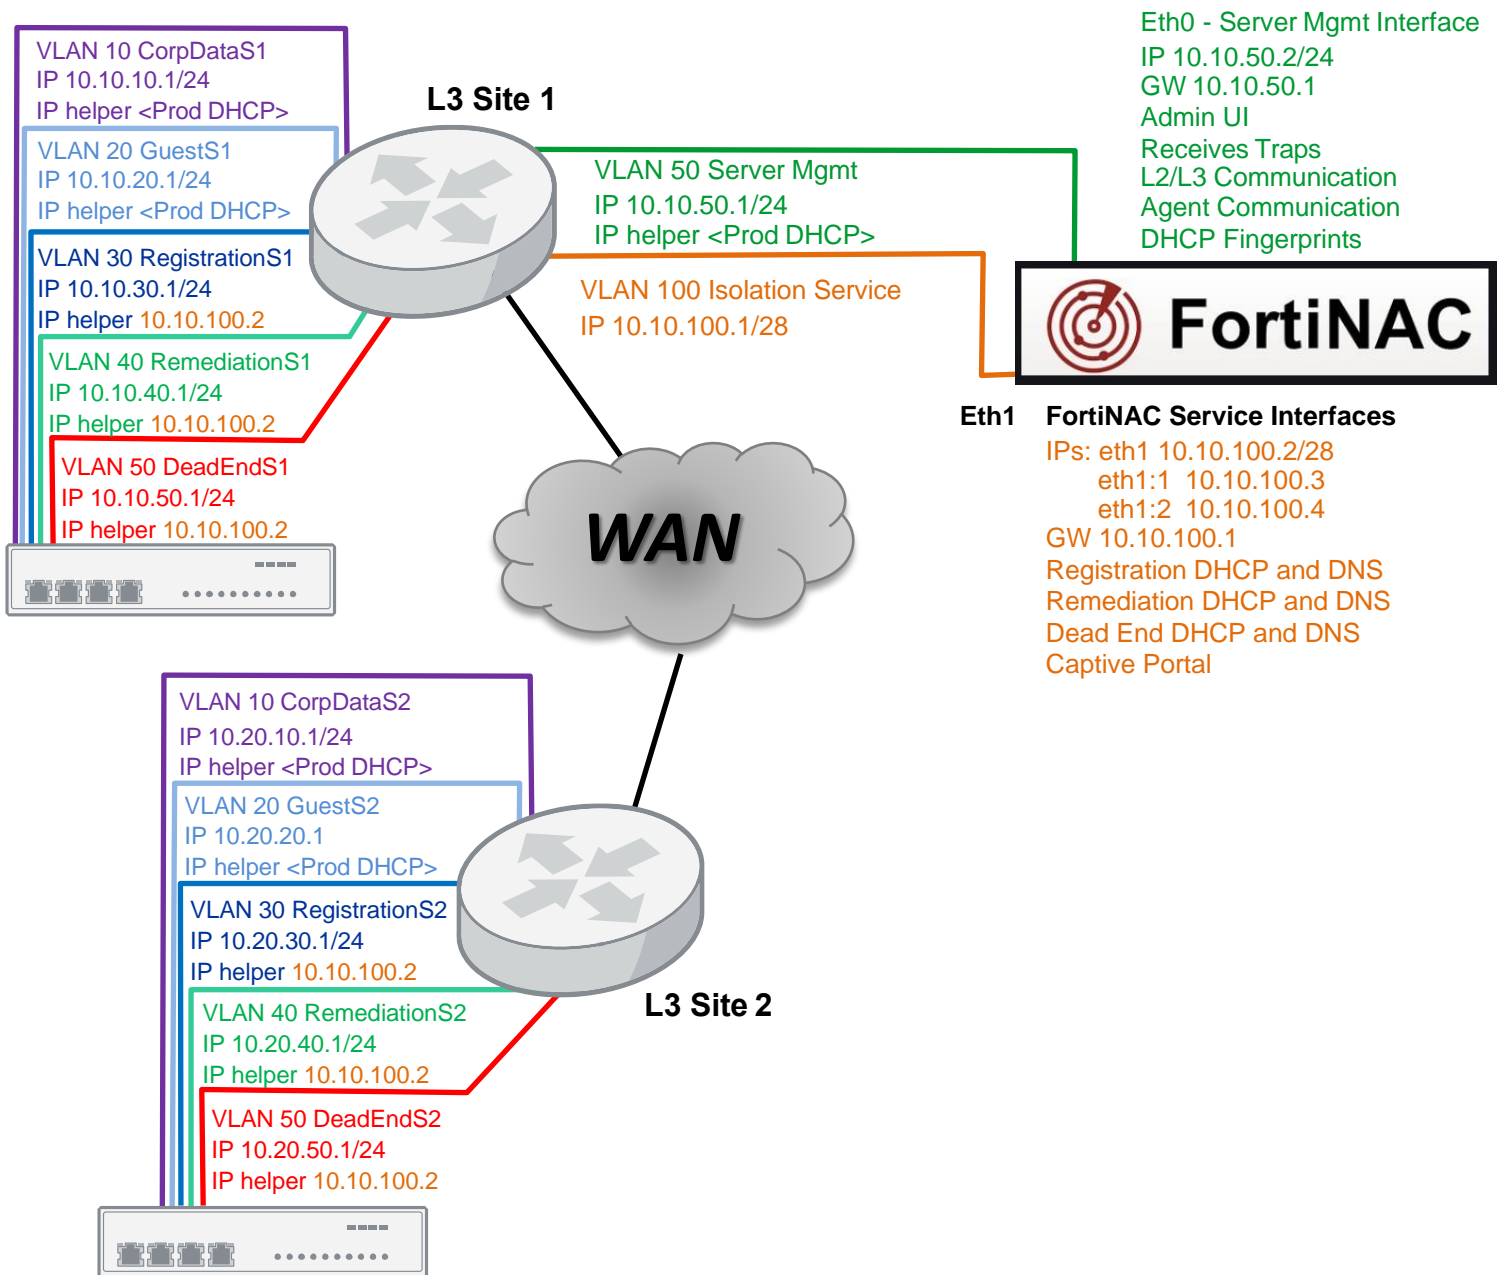 VLAN 10 CorpDataS1
IP 10.10.10.1/24
IP helper <Prod DHCP>
VLAN 20 GuestS1
IP 10.10.20.1/24
IP helper <Prod DHCP>
VLAN 30 RegistrationS1
IP 10.10.30.1/24
IP helper 10.10.100.2
VLAN 40 RemediationS1
IP 10.10.40.1/24
IP helper 10.10.100.2
VLAN 50 DeadEndS1
IP 10.10.50.1/24
IP helper 10.10.100.2
L3 Site 1
VLAN 50 Server Mgmt
IP 10.10.50.1/24
IP helper <Prod DHCP>
VLAN 100 Isolation Service
IP 10.10.100.1/28
Eth0 - Server Mgmt Interface
IP 10.10.50.2/24
GW 10.10.50.1
Admin UI
Receives Traps
L2/L3 Communication
Agent Communication
DHCP Fingerprints
FortiNAC
Eth1 FortiNAC Service Interfaces
IPs: eth1 10.10.100.2/28
eth1:1 10.10.100.3
eth1:2 10.10.100.4
GW 10.10.100.1
Registration DHCP and DNS
Remediation DHCP and DNS
Dead End DHCP and DNS
Captive Portal
WAN
VLAN 10 CorpDataS2
IP 10.20.10.1/24
IP helper <Prod DHCP>
VLAN 20 GuestS2
IP 10.20.20.1
IP helper <Prod DHCP>
VLAN 30 RegistrationS2
IP 10.20.30.1/24
IP helper 10.10.100.2
VLAN 40 RemediationS2
IP 10.20.40.1/24
IP helper 10.10.100.2
VLAN 50 DeadEndS2
IP 10.20.50.1/24
IP helper 10.10.100.2
L3 Site 2